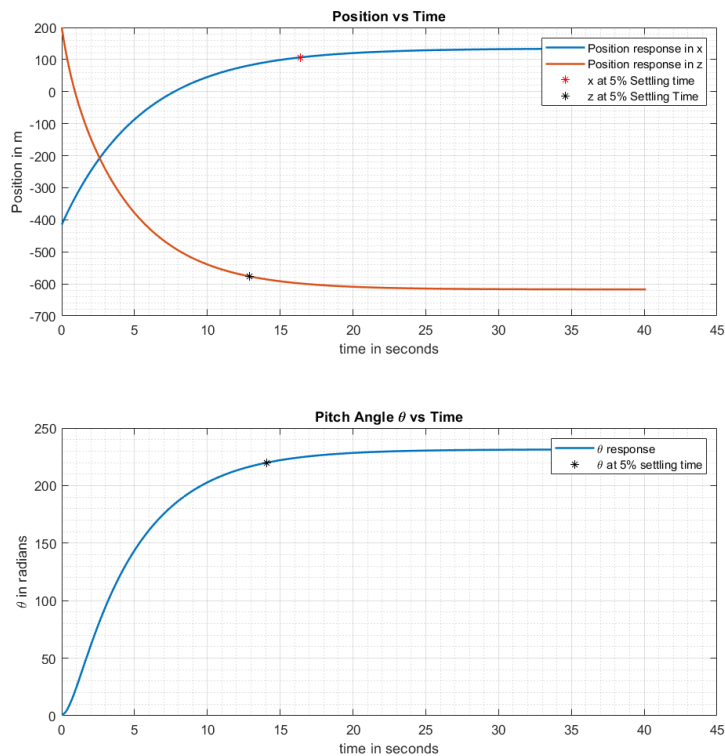 Position vs Time
200
100
0
-100
-200
-300
-400
-500
-600
-700
Position in m
Position response in x
Position response in z
x at 5% Settling time
z at 5% Settling Time
0 5 10 15 20 25 30 35 40 45
time in seconds
Pitch Angle θ vs Time
250
200
150
100
50
0
θ in radians
θ response
θ at 5% settling time
0 5 10 15 20 25 30 35 40 45
time in seconds